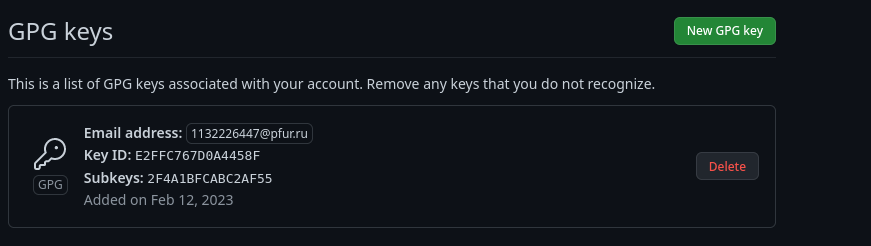 GPG keys
New GPG key
This is a list of GPG keys associated with your account. Remove any keys that you do not recognize.
Email address: 1132226447@pfur.ru
Key ID: E2FFC767D0A4458F
GPG
Subkeys: 2F4A1BFCABC2AF55
Added on Feb 12, 2023
Delete